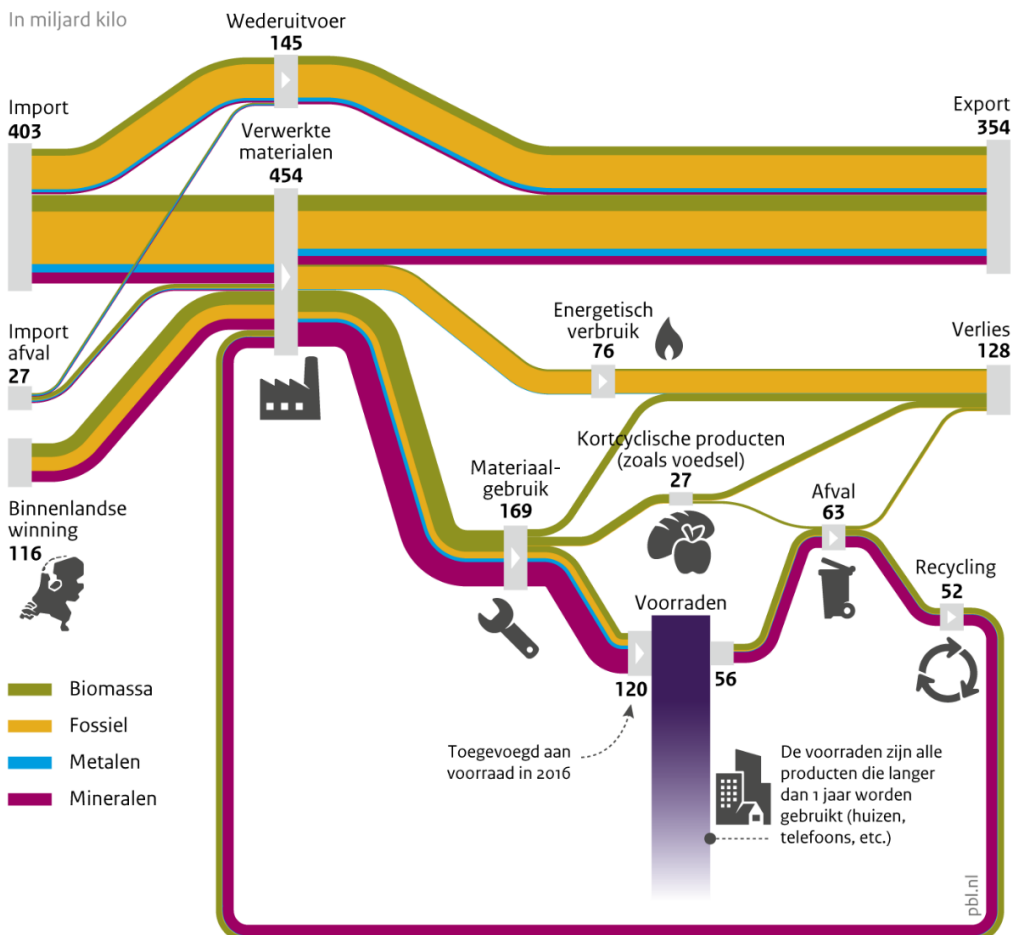 In miljard kilo
Wederuitvoer
145
Import
403
Verwerkte
materialen
454
Export
354
Import
afval
27
Energetisch
verbruik
76
Verlies
128
Binnenlandse
winning
116
Materiaal-
gebruik
169
Kortcyclische producten
(zoals voedsel)
27
Afval
63
Recycling
52
Voorraden
120
56
Toegevoegd aan
voorraad in 2016
De voorraden zijn alle
producten die langer
dan 1 jaar worden
gebruikt (huizen,
telefoons, etc.)
Biomassa
Fossiel
Metalen
Mineralen
pbl.nl